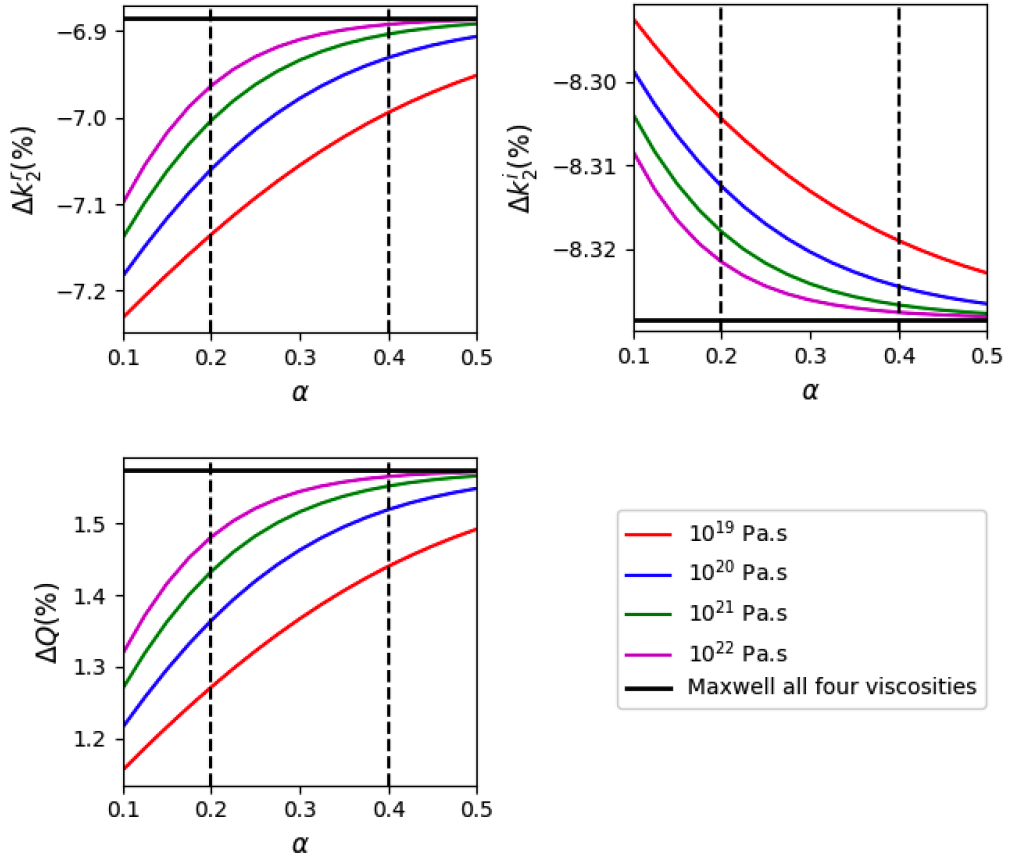 −6.9
−7.0
−7.1
−7.2
Δk₂ʳ(%)
0.1 0.2 0.3 0.4 0.5
α
−8.30
−8.31
−8.32
Δk₂ⁱ(%)
0.1 0.2 0.3 0.4 0.5
α
1.5
1.4
1.3
1.2
ΔQ(%)
0.1 0.2 0.3 0.4 0.5
α
10¹⁹ Pa.s
10²⁰ Pa.s
10²¹ Pa.s
10²² Pa.s
Maxwell all four viscosities